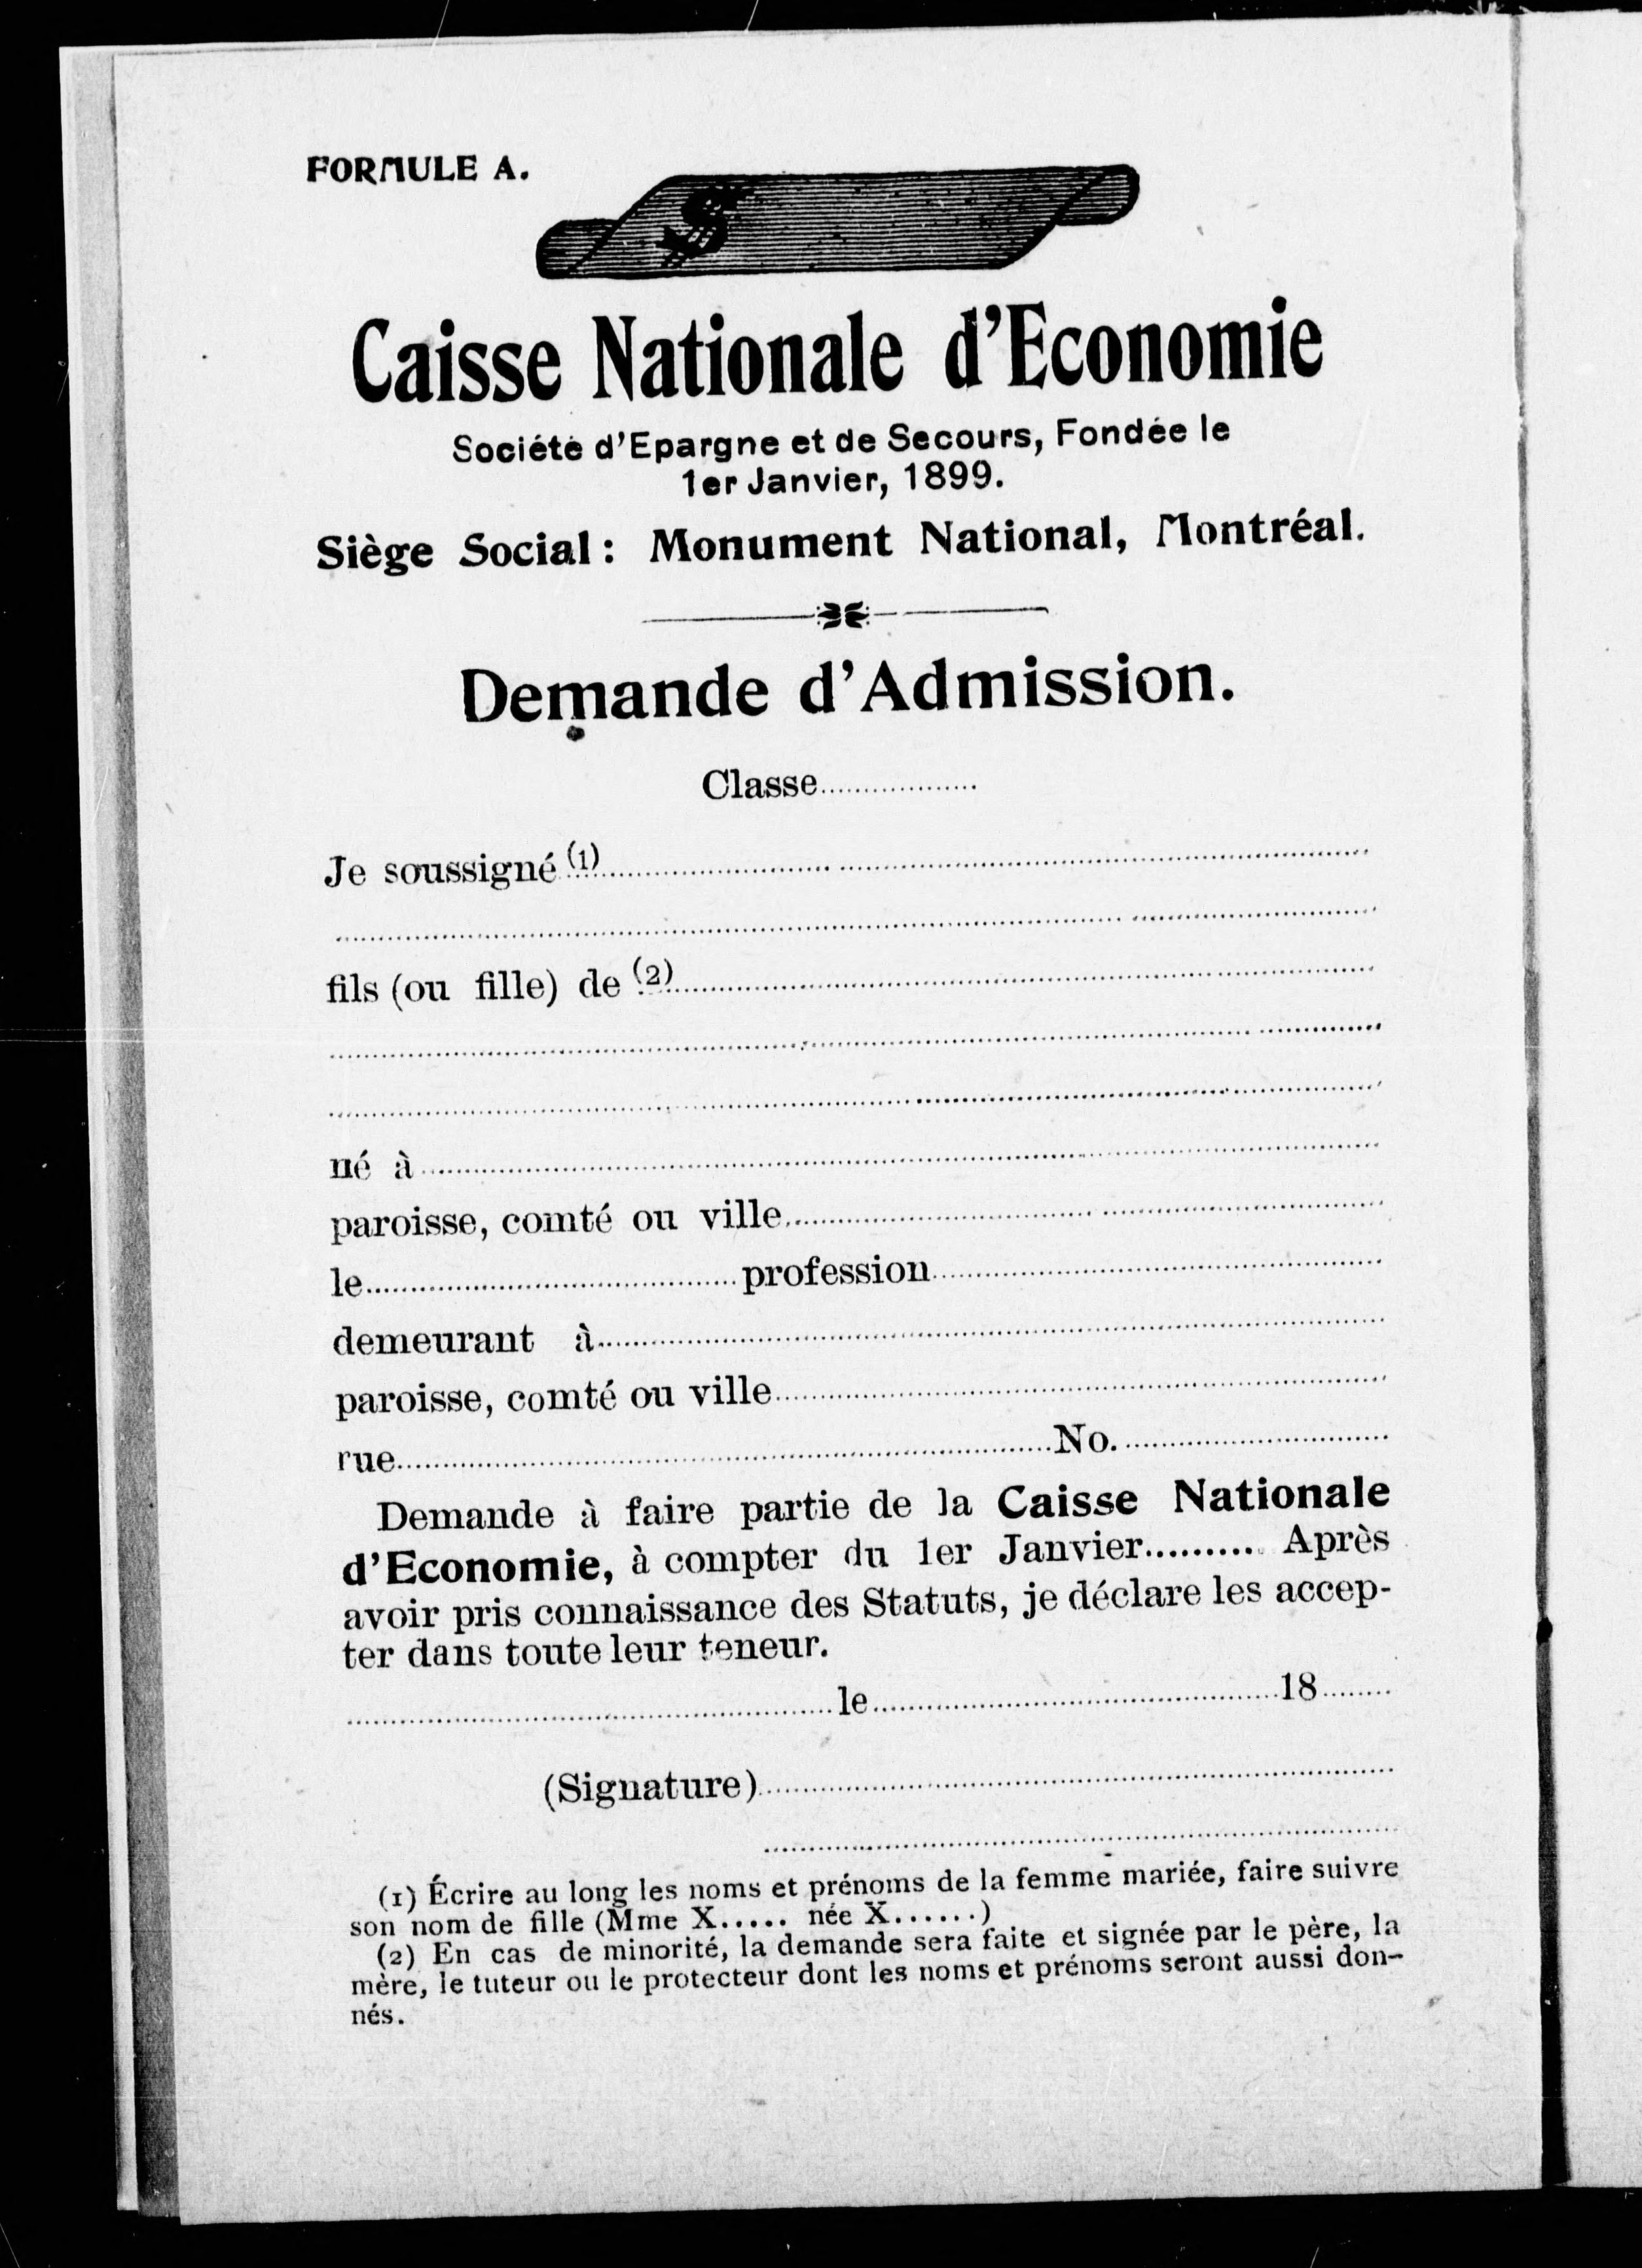 FORMULE A.
$
Caisse Nationale d'Economie
Société d'Epargne et de Secours, Fondée le
1er Janvier, 1899.
Siège Social: Monument National, Montréal.
Demande d'Admission.
Classe....................
Je soussigné (1)....................
....................
fils (ou fille) de (2)....................
....................
....................
né à....................
paroisse, comté ou ville....................
le....................profession....................
demeurant à....................
paroisse, comté ou ville....................
rue....................No.....................
Demande à faire partie de la Caisse Nationale
d'Economie, à compter du 1er Janvier.......... Après
avoir pris connaissance des Statuts, je déclare les accep-
ter dans toute leur teneur.
....................le....................18........
(Signature)....................
....................
(1) Écrire au long les noms et prénoms de la femme mariée, faire suivre
son nom de fille (Mme X..... née X......)
(2) En cas de minorité, la demande sera faite et signée par le père, la
mère, le tuteur ou le protecteur dont les noms et prénoms seront aussi don-
nés.